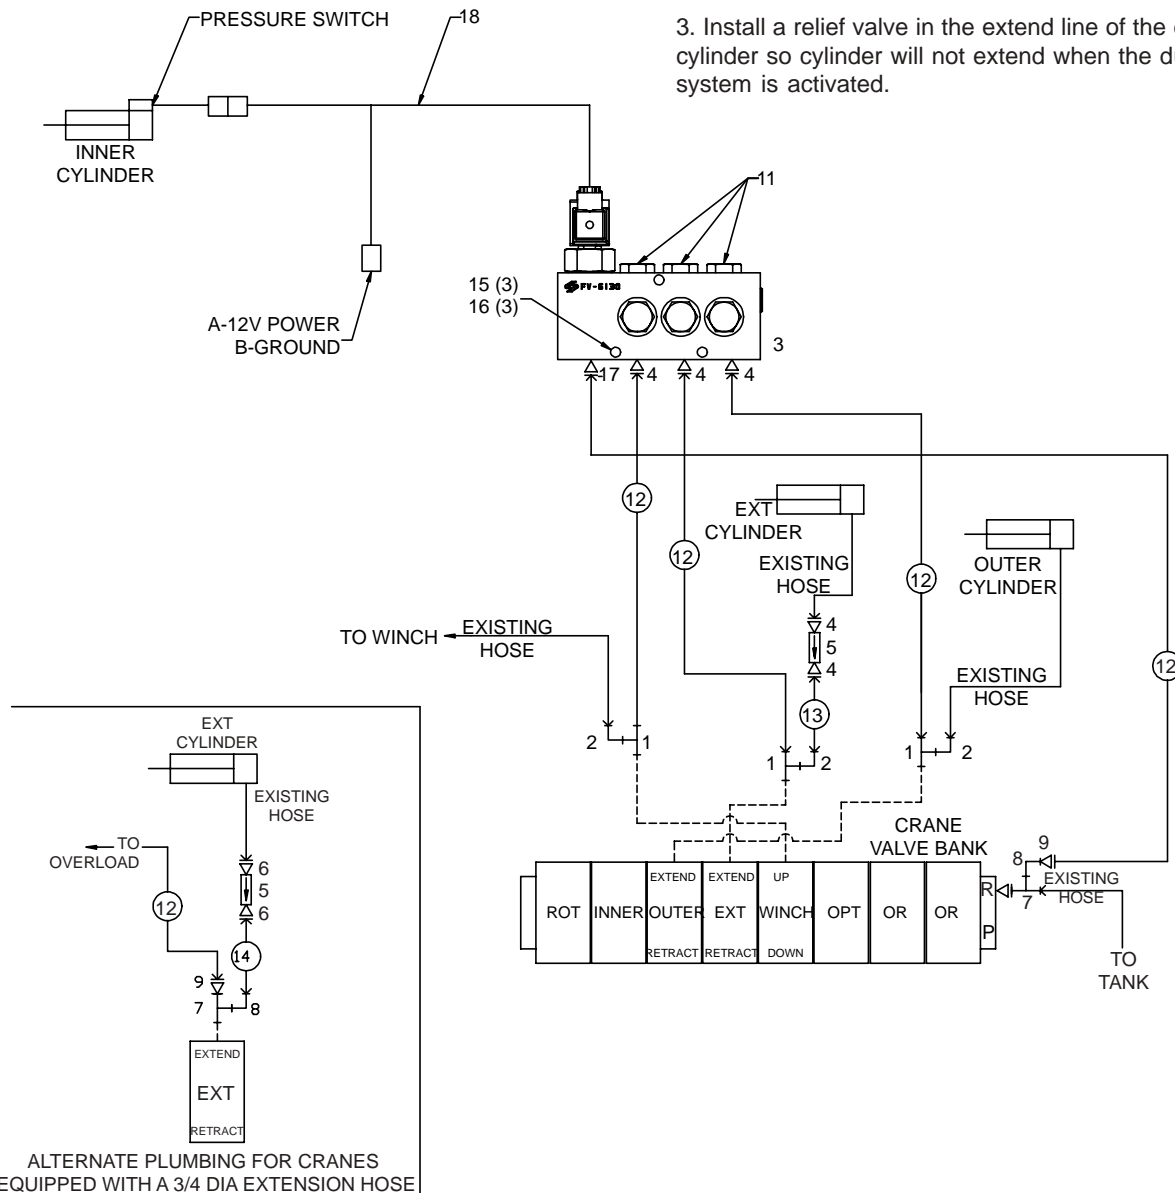 PRESSURE SWITCH
18
3. Install a relief valve in the extend line of the
cylinder so cylinder will not extend when the
system is activated.
INNER
CYLINDER
11
15 (3)
16 (3)
FV-6130
A-12V POWER
B-GROUND
3
17
4
4
4
12
EXT
CYLINDER
12
EXISTING
HOSE
12
OUTER
CYLINDER
4
5
4
TO WINCH
EXISTING
HOSE
12
EXISTING
HOSE
13
2
1
1
2
1
2
EXT
CYLINDER
EXISTING
HOSE
TO
OVERLOAD
6
5
6
12
14
9
7
8
EXTEND
EXT
RETRACT
ALTERNATE PLUMBING FOR CRANES
EQUIPPED WITH A 3/4 DIA EXTENSION HOSE
CRANE
VALVE BANK
9
8
EXISTING
HOSE
7
EXTEND
EXTEND
UP
R
ROT
INNER
OUTER
EXT
WINCH
OPT
OR
OR
P
RETRACT
RETRACT
DOWN
TO
TANK